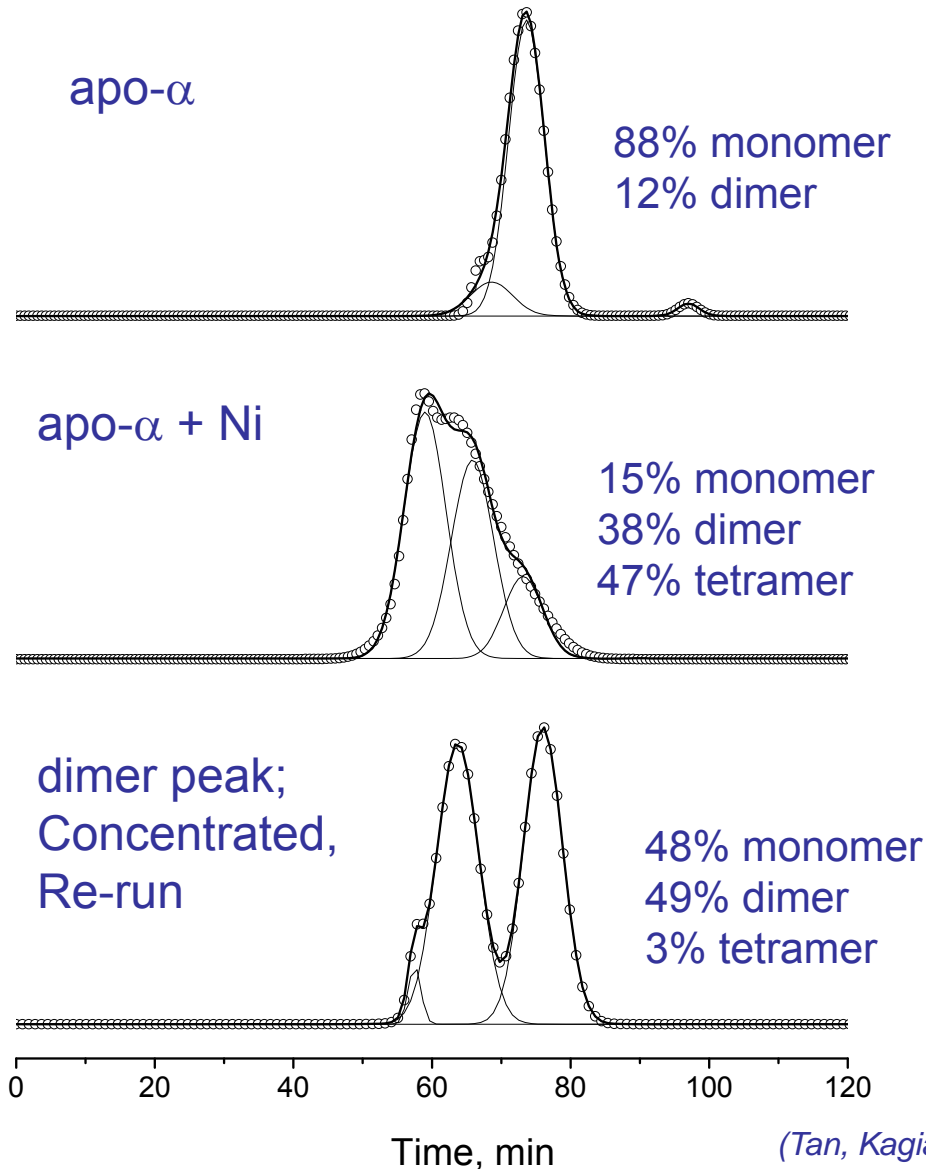 apo-α
88% monomer
12% dimer
apo-α + Ni
15% monomer
38% dimer
47% tetramer
dimer peak;
Concentrated,
Re-run
48% monomer
49% dimer
3% tetramer
0 20 40 60 80 100 120
Time, min
(Tan,